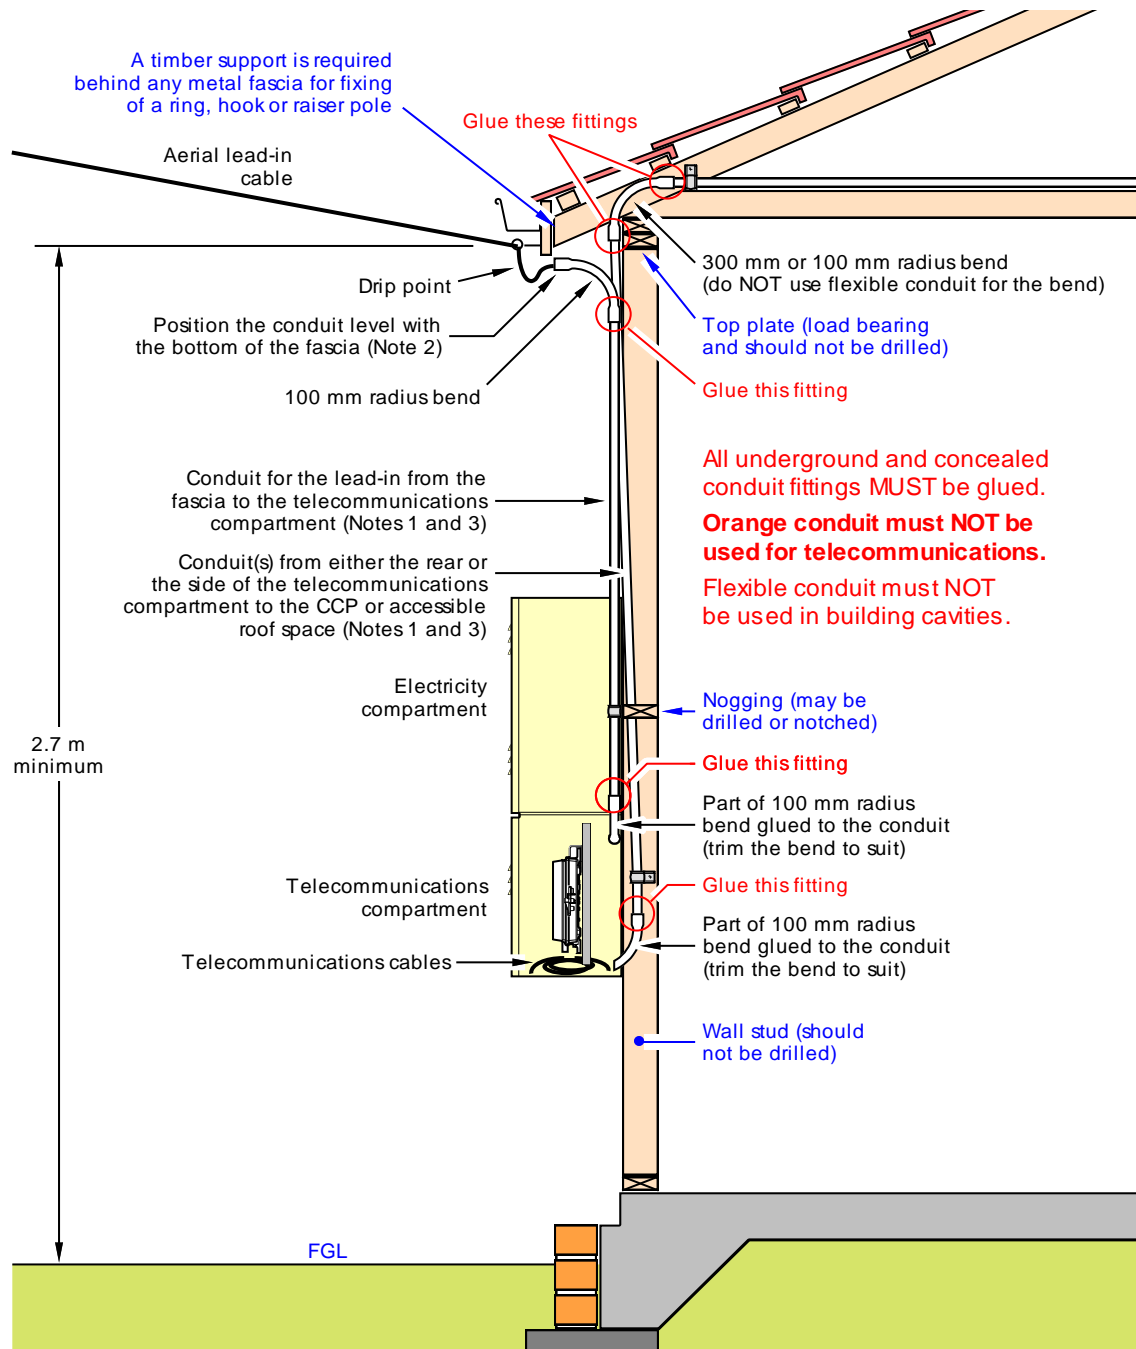 A timber support is required
behind any metal fascia for fixing
of a ring, hook or raiser pole
Glue these fittings
Aerial lead-in
cable
300 mm or 100 mm radius bend
(do NOT use flexible conduit for the bend)
Drip point
Position the conduit level with
the bottom of the fascia (Note 2)
Top plate (load bearing
and should not be drilled)
100 mm radius bend
Glue this fitting
All underground and concealed
conduit fittings MUST be glued.
Orange conduit must NOT be
used for telecommunications.
Flexible conduit must NOT
be used in building cavities.
Conduit for the lead-in from the
fascia to the telecommunications
compartment (Notes 1 and 3)
Conduit(s) from either the rear or
the side of the telecommunications
compartment to the CCP or accessible
roof space (Notes 1 and 3)
Electricity
compartment
Nogging (may be
drilled or notched)
2.7 m
minimum
Glue this fitting
Part of 100 mm radius
bend glued to the conduit
(trim the bend to suit)
Telecommunications
compartment
Glue this fitting
Part of 100 mm radius
bend glued to the conduit
(trim the bend to suit)
Telecommunications cables
Wall stud (should
not be drilled)
FGL